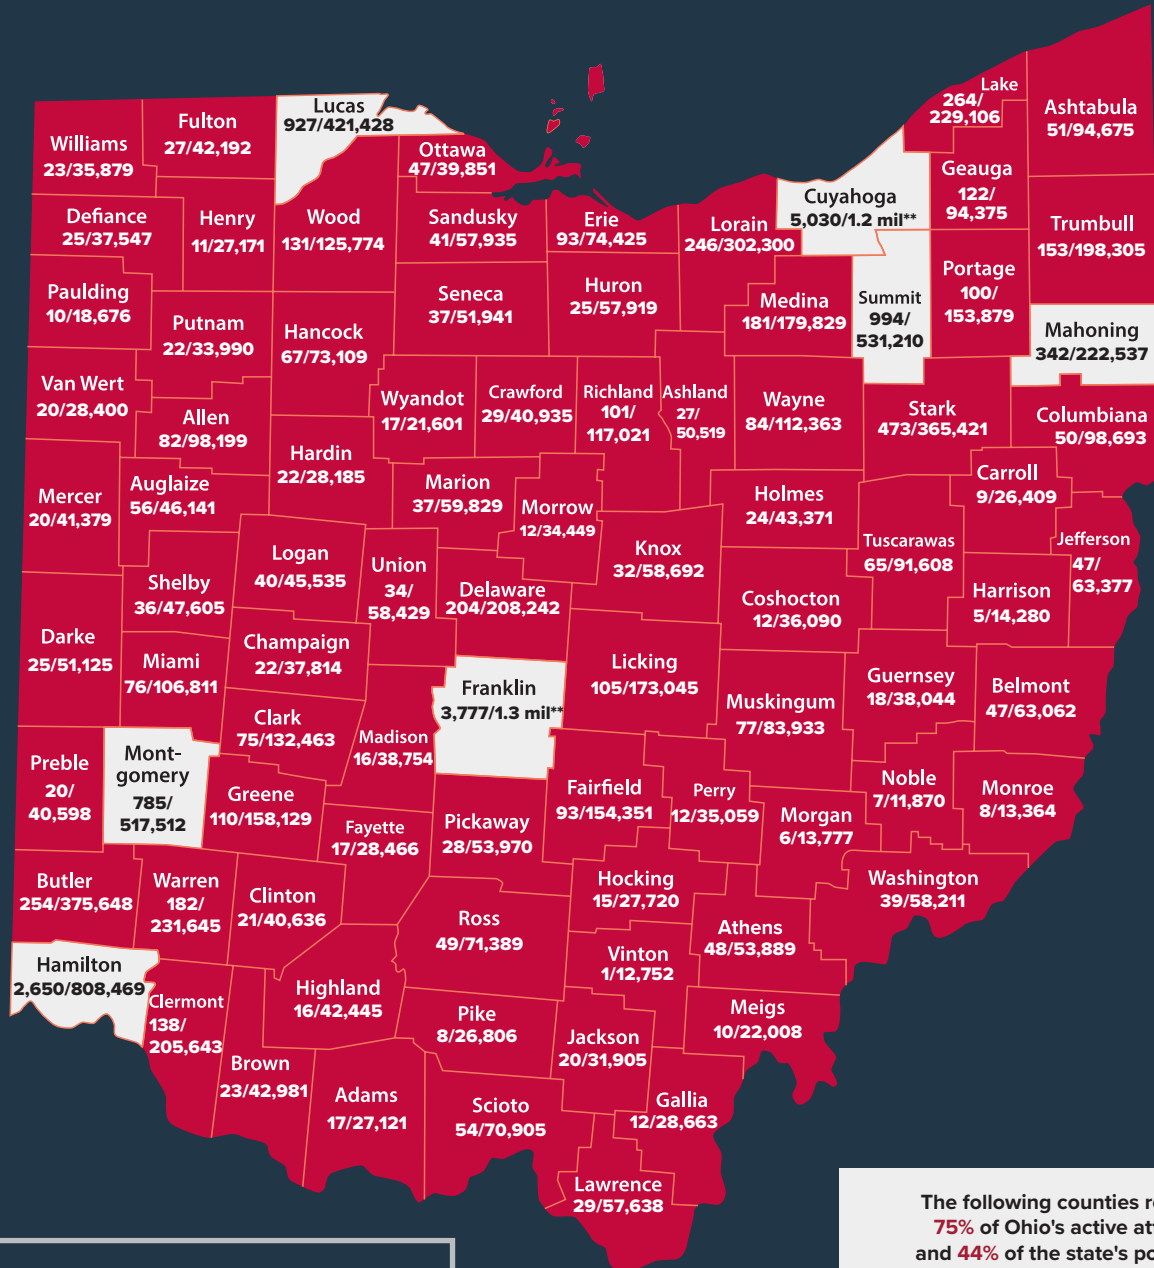 Lake
264/
229,106
Ashtabula
51/94,675
Lucas
927/421,428
Fulton
27/42,192
Williams
23/35,879
Ottawa
47/39,851
Geauga
122/
94,375
Cuyahoga
5,030/1.2 mil**
Defiance
25/37,547
Henry
11/27,171
Wood
131/125,774
Sandusky
41/57,935
Erie
93/74,425
Lorain
246/302,300
Trumbull
153/198,305
Paulding
10/18,676
Putnam
22/33,990
Hancock
67/73,109
Seneca
37/51,941
Huron
25/57,919
Medina
181/179,829
Summit
994/
531,210
Portage
100/
153,879
Mahoning
342/222,537
Van Wert
20/28,400
Allen
82/98,199
Wyandot
17/21,601
Crawford
29/40,935
Richland
101/
117,021
Ashland
27/
50,519
Wayne
84/112,363
Stark
473/365,421
Columbiana
50/98,693
Mercer
20/41,379
Auglaize
56/46,141
Hardin
22/28,185
Marion
37/59,829
Morrow
12/34,449
Holmes
24/43,371
Carroll
9/26,409
Tuscarawas
65/91,608
Jefferson
47/
63,377
Logan
40/45,535
Union
34/
58,429
Knox
32/58,692
Shelby
36/47,605
Delaware
204/208,242
Coshocton
12/36,090
Harrison
5/14,280
Darke
25/51,125
Miami
76/106,811
Champaign
22/37,814
Licking
105/173,045
Franklin
3,777/1.3 mil**
Muskingum
77/83,933
Guernsey
18/38,044
Belmont
47/63,062
Clark
75/132,463
Madison
16/38,754
Preble
20/
40,598
Mont-
gomery
785/
517,512
Greene
110/158,129
Fayette
17/28,466
Pickaway
28/53,970
Fairfield
93/154,351
Perry
12/35,059
Morgan
6/13,777
Noble
7/11,870
Monroe
8/13,364
Butler
254/375,648
Warren
182/
231,645
Clinton
21/40,636
Ross
49/71,389
Hocking
15/27,720
Athens
48/53,889
Washington
39/58,211
Hamilton
2,650/808,469
Clermont
138/
205,643
Highland
16/42,445
Vinton
1/12,752
Pike
8/26,806
Jackson
20/31,905
Meigs
10/22,008
Brown
23/42,981
Adams
17/27,121
Scioto
54/70,905
Gallia
12/28,663
Lawrence
29/57,638
The following counties
75% of Ohio's active
and 44% of the state's